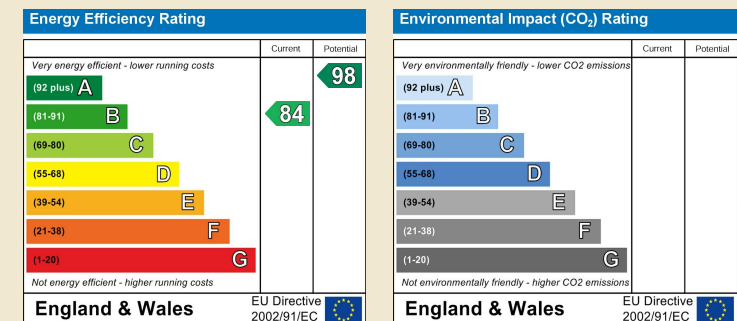 Energy Efficiency Rating
Current Potential
Very energy efficient - lower running costs
(92 plus) A
98
(81-91) B
84
(69-80) C
(55-68) D
(39-54) E
(21-38) F
(1-20) G
Not energy efficient - higher running costs
England & Wales
EU Directive
2002/91/EC
Environmental Impact (CO₂) Rating
Current Potential
Very environmentally friendly - lower CO2 emissions
(92 plus) A
(81-91) B
(69-80) C
(55-68) D
(39-54) E
(21-38) F
(1-20) G
Not environmentally friendly - higher CO2 emissions
England & Wales
EU Directive
2002/91/EC